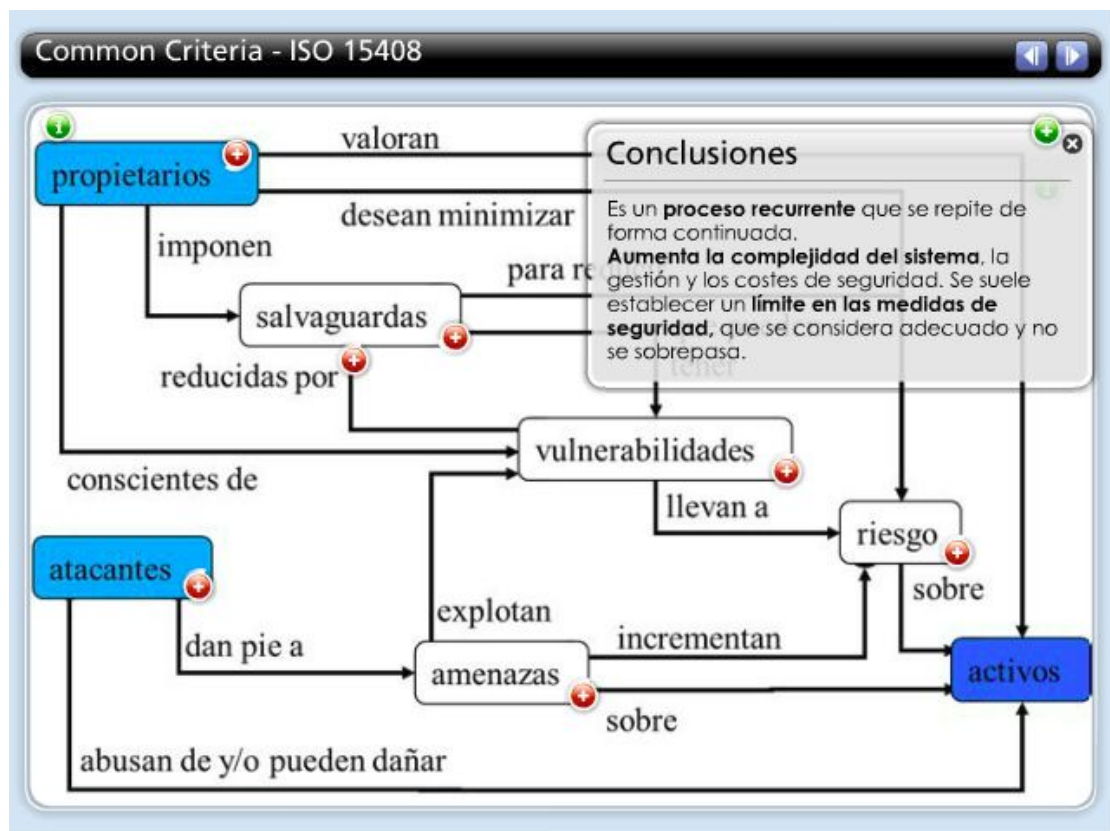 Common Criteria - ISO 15408
propietarios
valoran
desean minimizar
imponen
Conclusiones
Es un proceso recurrente que se repite de
forma continuada.
Aumenta la complejidad del sistema, la
gestión y los costes de seguridad. Se suele
establecer un límite en las medidas de
seguridad, que se considera adecuado y no
se sobrepasa.
para
salvaguardas
tener
reducidas por
vulnerabilidades
conscientes de
llevan a
riesgo
atacantes
sobre
explotan
dan pie a
incrementan
amenazas
activos
sobre
abusan de y/o pueden dañar